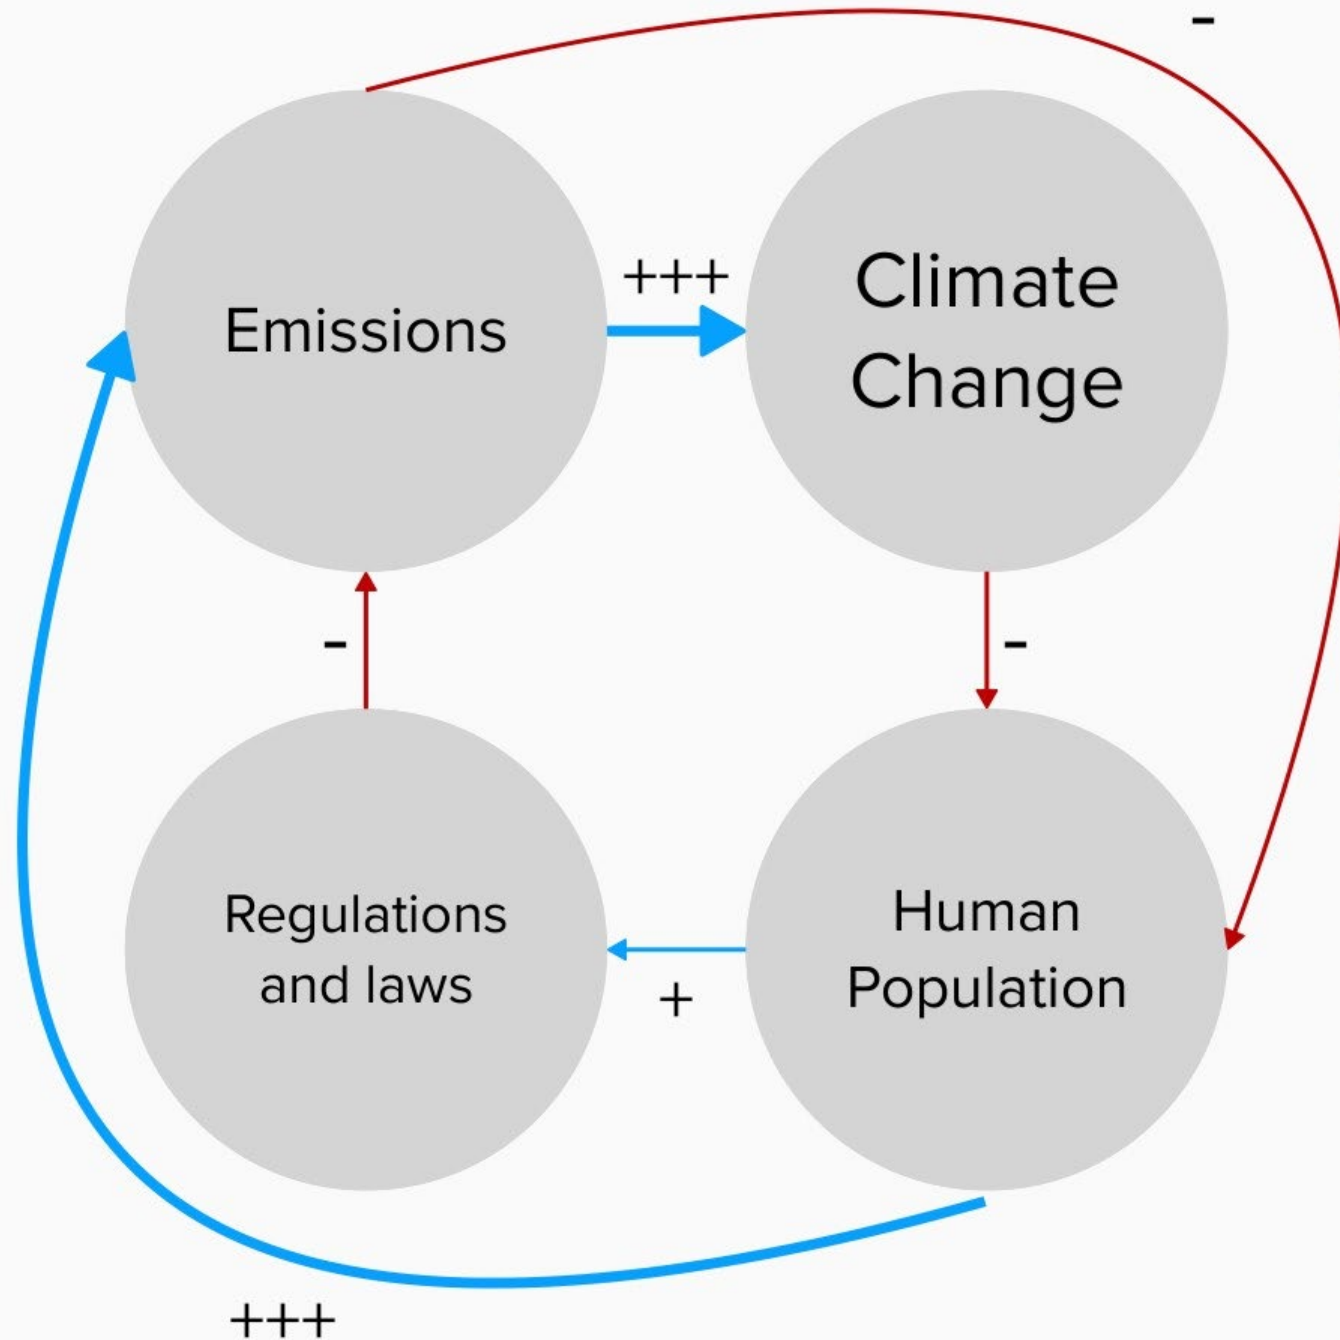 -
Emissions
+++
Climate
Change
-
-
Regulations
and laws
+
Human
Population
+++